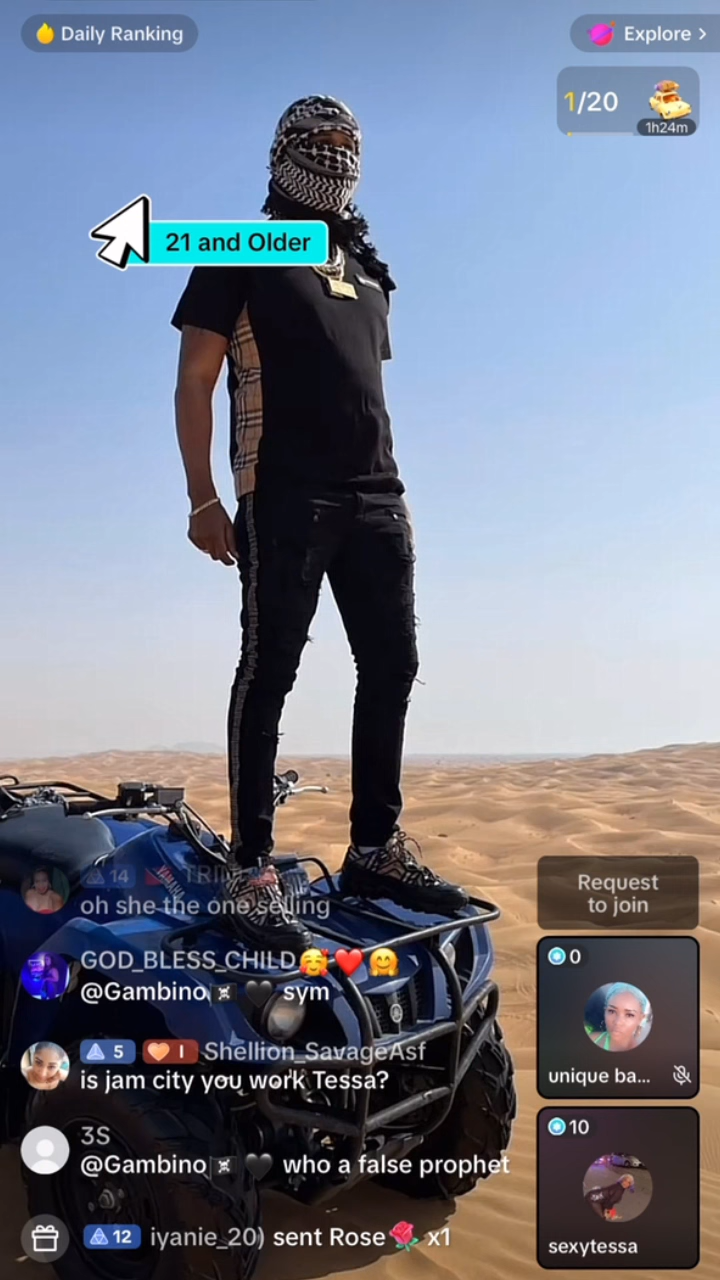 Daily Ranking
Explore >
1/20
1h24m
21 and Older
14
YAMAHA
oh she the one selling
GOD_BLESS_CHILD🥰❤️🤗
@Gambino☠️🖤 sym
5 I Shellion_SavageAsf
is jam city you work Tessa?
3S
@Gambino☠️🖤 who a false prophet
12 iyanie_20) sent Rose🌹 x1
Request
to join
0
unique ba...
10
sexytessa